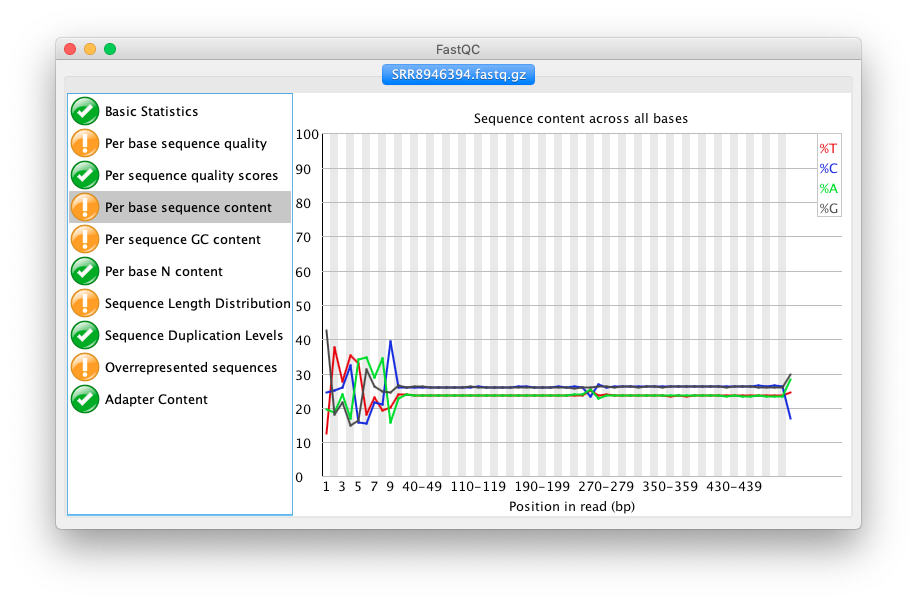 FastQC
SRR8946394.fastq.gz
Basic Statistics
Per base sequence quality
Per sequence quality scores
Per base sequence content
Per sequence GC content
Per base N content
Sequence Length Distribution
Sequence Duplication Levels
Overrepresented sequences
Adapter Content
Sequence content across all bases
100
90
80
70
60
50
40
30
20
10
0
%T
%C
%A
%G
1 3 5 7 9 40-49 110-119 190-199 270-279 350-359 430-439
Position in read (bp)